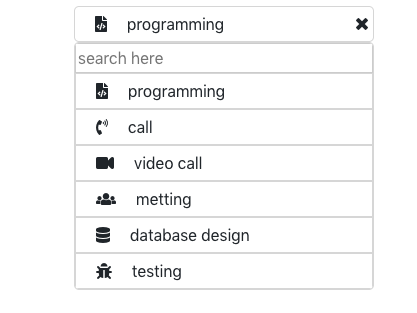 programming
search here
programming
call
video call
metting
database design
testing